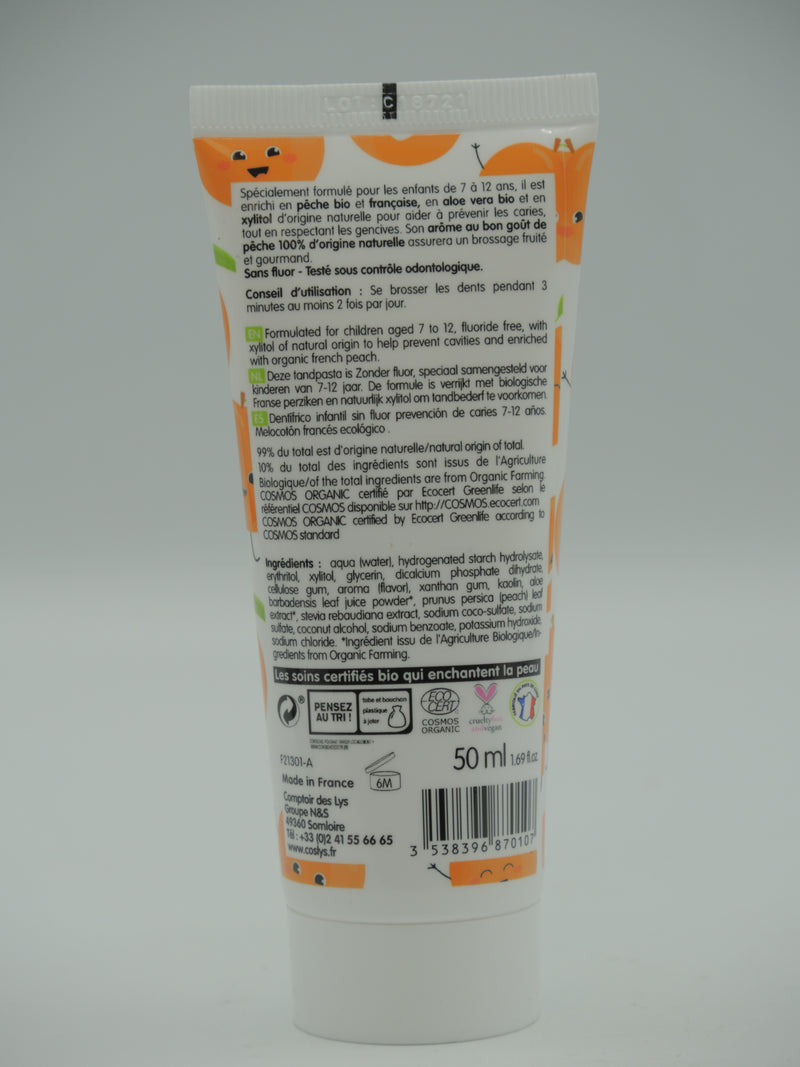 LOT: C 18721
Spécialement formulé pour les enfants de 7 à 12 ans, il est
enrichi en pêche bio et française, en aloe vera bio et en
xylitol d'origine naturelle pour aider à prévenir les caries,
tout en respectant les gencives. Son arôme au bon goût de
pêche 100% d'origine naturelle assurera un brossage fruité
et gourmand.
Sans fluor - Testé sous contrôle odontologique.
Conseil d'utilisation : Se brosser les dents pendant 3
minutes au moins 2 fois par jour.
EN Formulated for children aged 7 to 12, fluoride free, with
xylitol of natural origin to help prevent cavities and enriched
with organic french peach.
NL Deze tandpasta is Zonder fluor, speciaal samengesteld voor
kinderen van 7-12 jaar. De formule is verrijkt met biologische
Franse perziken en natuurlijk xylitol om tandbederf te voorkomen.
ES Dentífrico infantil sin fluor prevención de caries 7-12 años.
Melocotón francés ecológico .
99% du total est d'origine naturelle/natural origin of total.
10% du total des ingrédients sont issus de l'Agriculture
Biologique/of the total ingredients are from Organic Farming.
COSMOS ORGANIC certifié par Ecocert Greenlife selon le
référentiel COSMOS disponible sur http://COSMOS.ecocert.com
COSMOS ORGANIC certified by Ecocert Greenlife according to
COSMOS standard
Ingrédients : aqua (water), hydrogenated starch hydrolysate,
erythritol, xylitol, glycerin, dicalcium phosphate dihydrate,
cellulose gum, aroma (flavor), xanthan gum, kaolin, aloe
barbadensis leaf juice powder*, prunus persica (peach) leaf
extract*, stevia rebaudiana extract, sodium coco-sulfate, sodium
sulfate, coconut alcohol, sodium benzoate, potassium hydroxide,
sodium chloride. *Ingrédient issu de l'Agriculture Biologique/In-
gredients from Organic Farming.
Les soins certifiés bio qui enchantent la peau
PENSEZ
AU TRI !
tube et bouchon
plastique
à jeter
ECO
CERT
COSMOS
ORGANIC
cruelty free
and vegan
50 ml 1.69 fl.oz
F21301-A
Made in France
6M
Comptoir des Lys
Groupe N&S
49360 Somloire
Tél : +33 (0)2 41 55 66 65
www.coslys.fr
3 538396 870107